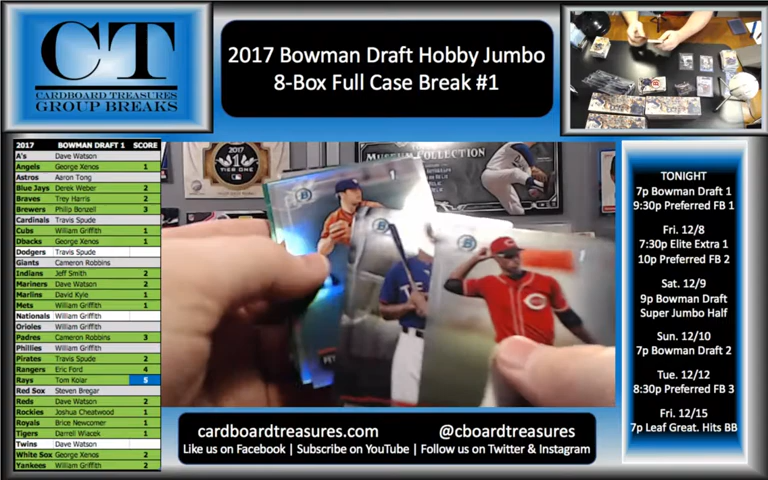 CT
CARDBOARD TREASURES
GROUP BREAKS
2017 Bowman Draft Hobby Jumbo
8-Box Full Case Break #1
2017 BOWMAN DRAFT 1 SCORE
A's Dave Watson
Angels George Xenos 1
Astros Aaron Tong
Blue Jays Derek Weber 2
Braves Trey Harris 2
Brewers Philip Bonzell 3
Cardinals Travis Spude
Cubs William Griffith 1
Dbacks George Xenos 1
Dodgers Travis Spude
Giants Cameron Robbins
Indians Jeff Smith 2
Mariners Dave Watson 2
Marlins David Kyle 1
Mets William Griffith 1
Nationals William Griffith
Orioles William Griffith
Padres Cameron Robbins 3
Phillies William Griffith
Pirates Travis Spude 2
Rangers Eric Ford 4
Rays Tom Kolar 5
Red Sox Steven Bregar
Reds Dave Watson 2
Rockies Joshua Cheatwood 1
Royals Brice Newcomer 1
Tigers Darrell Wiacek 1
Twins Dave Watson
White Sox George Xenos 2
Yankees William Griffith 2
2017
TIER ONE
MUSEUM COLLECTION
TONIGHT
7p Bowman Draft 1
9:30p Preferred FB 1
Fri. 12/8
7:30p Elite Extra 1
10p Preferred FB 2
Sat. 12/9
9p Bowman Draft
Super Jumbo Half
Sun. 12/10
7p Bowman Draft 2
Tue. 12/12
8:30p Preferred FB 3
Fri. 12/15
7p Leaf Great. Hits BB
cardboardtreasures.com @cboardtreasures
Like us on Facebook | Subscribe on YouTube | Follow us on Twitter & Instagram